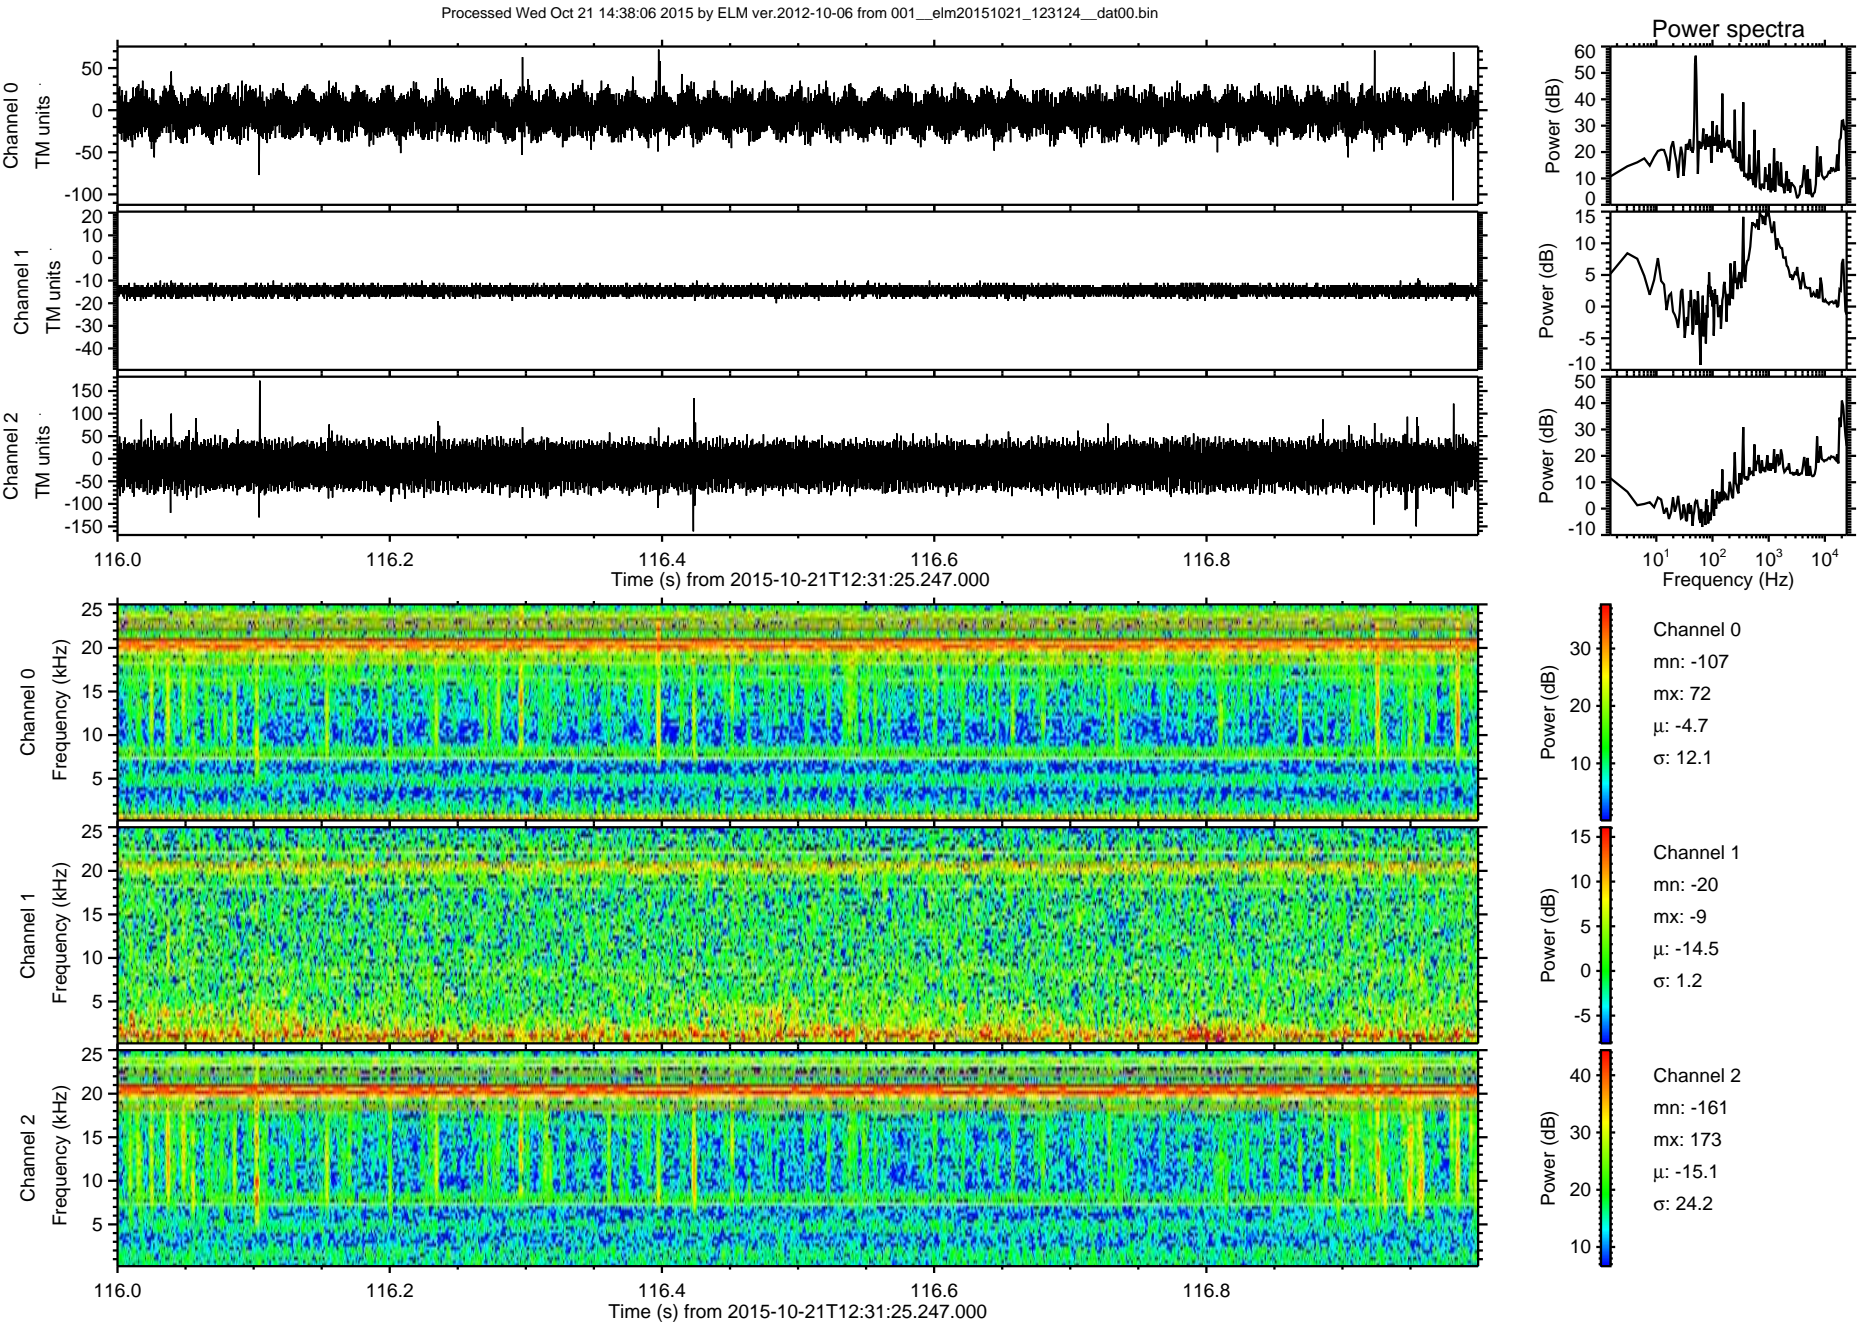 Processed Wed Oct 21 14:38:06 2015 by ELM ver.2012-10-06 from 001__elm20151021_123124__dat00.bin
Power spectra
Channel 0
TM units
50
0
-50
-100
Power (dB)
60
50
40
30
20
10
0
Channel 1
TM units
20
10
0
-10
-20
-30
-40
Power (dB)
15
10
5
0
-5
-10
Channel 2
TM units
150
100
50
0
-50
-100
-150
Power (dB)
50
40
30
20
10
0
-10
116.0 116.2 116.4 116.6 116.8
Time (s) from 2015-10-21T12:31:25.247.000
10¹ 10² 10³ 10⁴
Frequency (Hz)
Channel 0
Frequency (kHz)
25
20
15
10
5
Power (dB)
30
20
10
Channel 0
mn: -107
mx: 72
μ: -4.7
σ: 12.1
Channel 1
Frequency (kHz)
25
20
15
10
5
Power (dB)
15
10
5
0
-5
Channel 1
mn: -20
mx: -9
μ: -14.5
σ: 1.2
Channel 2
Frequency (kHz)
25
20
15
10
5
Power (dB)
40
30
20
10
Channel 2
mn: -161
mx: 173
μ: -15.1
σ: 24.2
116.0 116.2 116.4 116.6 116.8
Time (s) from 2015-10-21T12:31:25.247.000